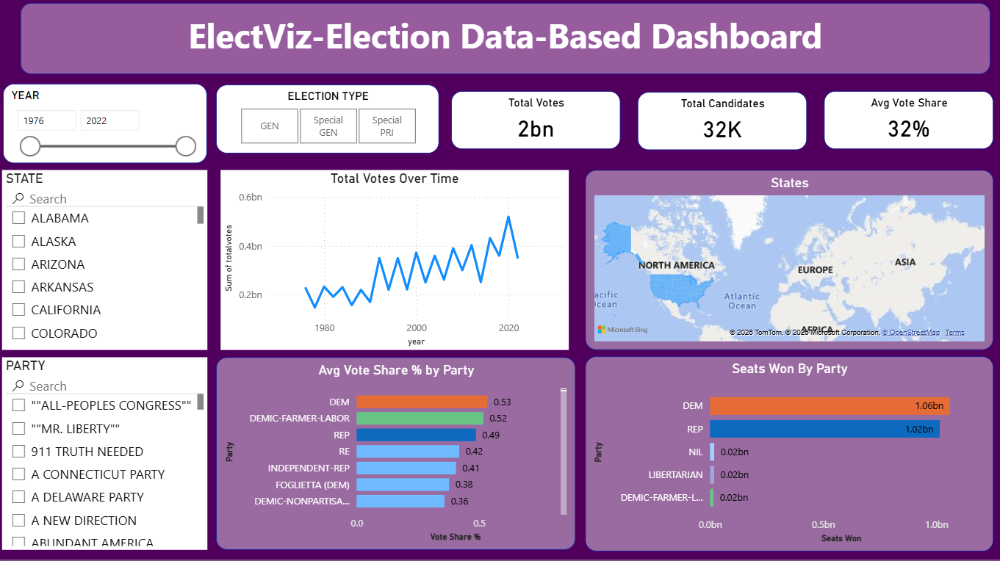 ElectViz-Election Data-Based Dashboard
YEAR
1976
2022
ELECTION TYPE
GEN
Special
GEN
Special
PRI
Total Votes
2bn
Total Candidates
32K
Avg Vote Share
32%
STATE
Search
ALABAMA
ALASKA
ARIZONA
ARKANSAS
CALIFORNIA
COLORADO
Total Votes Over Time
Sum of totalvotes
0.6bn
0.4bn
0.2bn
1980
2000
2020
year
States
NORTH AMERICA
EUROPE
ASIA
AFRICA
acific
cean
Atlantic
Ocean
Microsoft Bing
© 2026 TomTom, © 2026 Microsoft Corporation, © OpenStreetMap Terms
PARTY
Search
""ALL-PEOPLES CONGRESS""
""MR. LIBERTY""
911 TRUTH NEEDED
A CONNECTICUT PARTY
A DELAWARE PARTY
A NEW DIRECTION
ABUNDANT AMERICA
Avg Vote Share % by Party
Party
DEM 0.53
DEMIC-FARMER-LABOR 0.52
REP 0.49
RE 0.42
INDEPENDENT-REP 0.41
FOGLIETTA (DEM) 0.38
DEMIC-NONPARTISA... 0.36
0.0 0.5
Vote Share %
Seats Won By Party
Party
DEM 1.06bn
REP 1.02bn
NIL 0.02bn
LIBERTARIAN 0.02bn
DEMIC-FARMER-L... 0.02bn
0.0bn 0.5bn 1.0bn
Seats Won